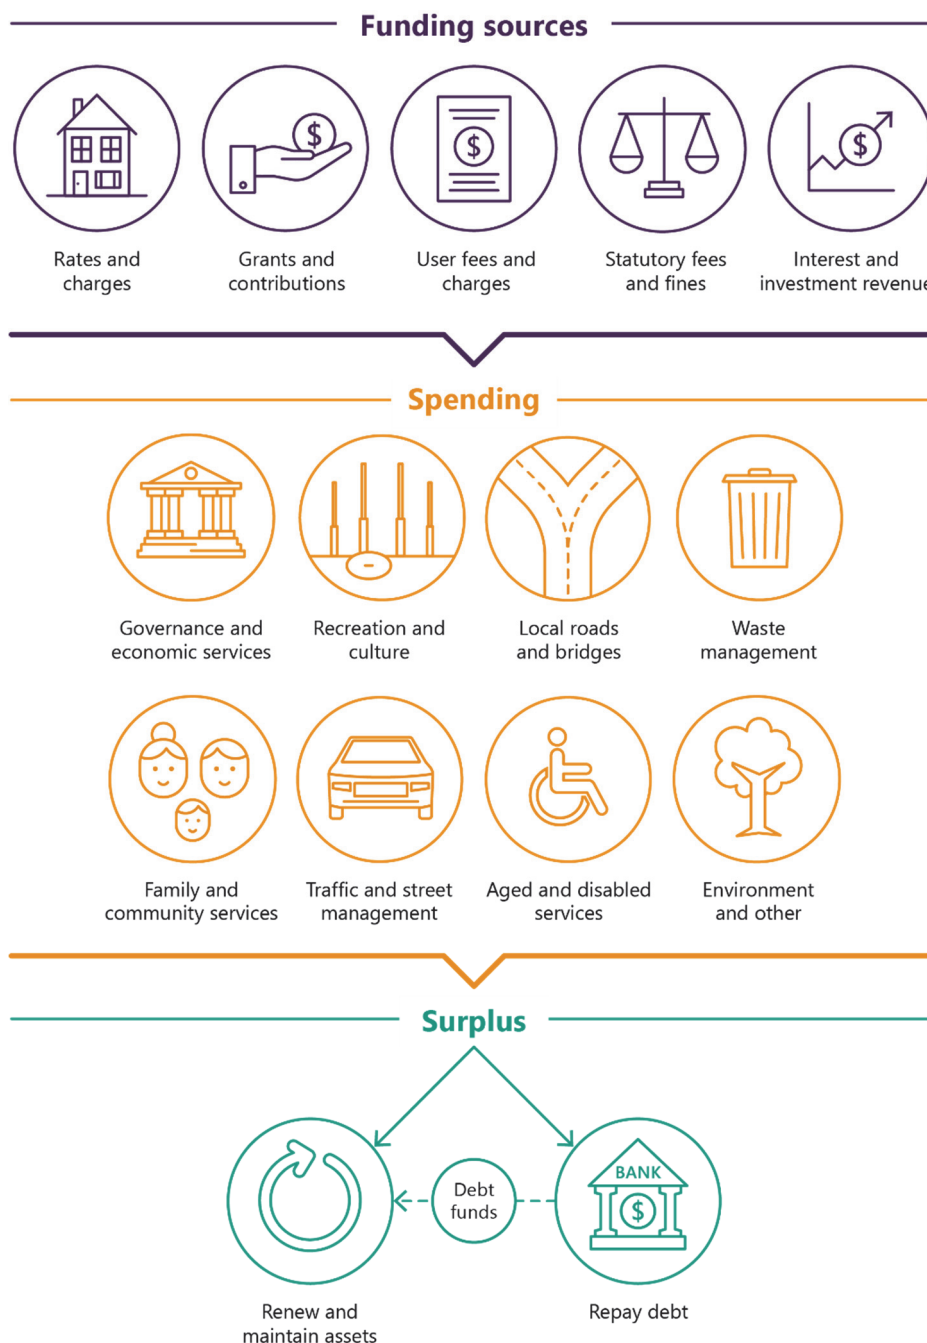 Funding sources
$
$
$
Rates and
charges
Grants and
contributions
User fees and
charges
Statutory fees
and fines
Interest and
investment revenue
Spending
Governance and
economic services
Recreation and
culture
Local roads
and bridges
Waste
management
Family and
community services
Traffic and street
management
Aged and disabled
services
Environment
and other
Surplus
BANK
$
Debt
funds
Renew and
maintain assets
Repay debt